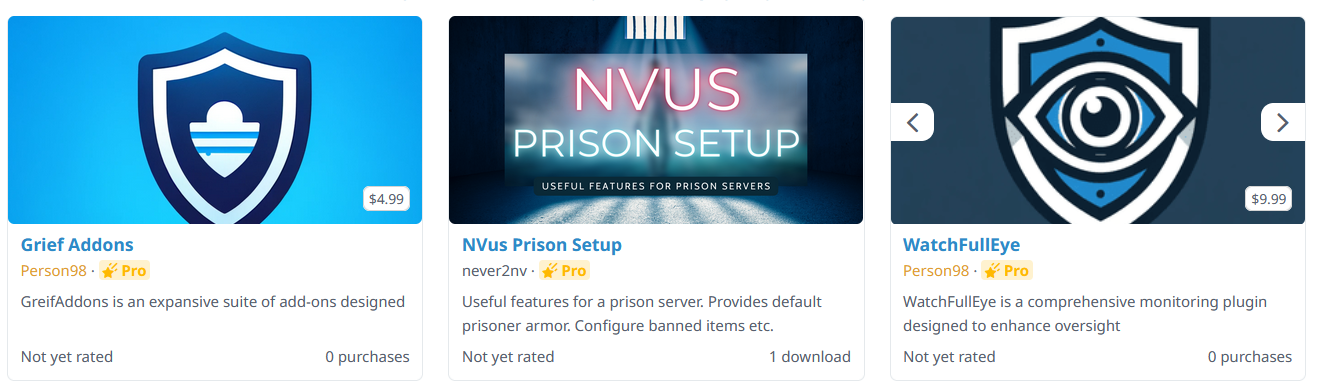 $4.99
Grief Addons
Person98 · Pro
GreifAddons is an expansive suite of add-ons designed
Not yet rated
0 purchases
NVUS
PRISON SETUP
USEFUL FEATURES FOR PRISON SERVERS
NVus Prison Setup
never2nv · Pro
Useful features for a prison server. Provides default
prisoner armor. Configure banned items etc.
Not yet rated
1 download
$9.99
WatchFullEye
Person98 · Pro
WatchFullEye is a comprehensive monitoring plugin
designed to enhance oversight
Not yet rated
0 purchases